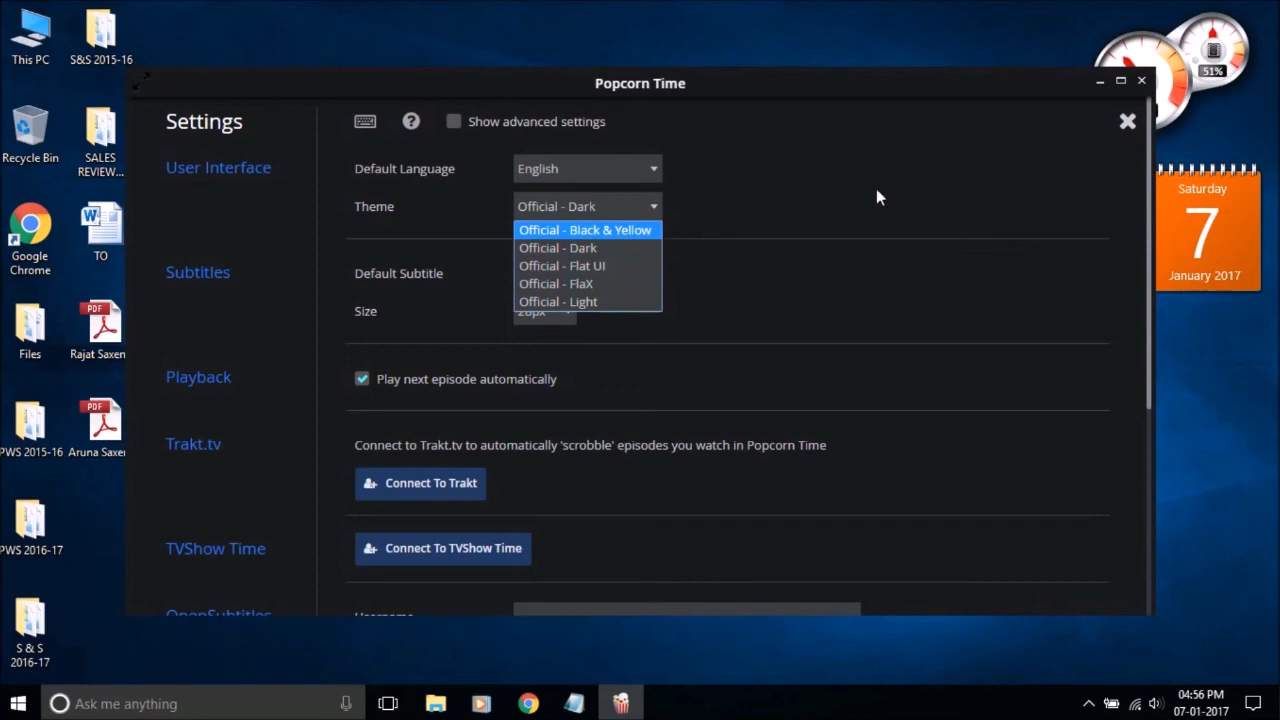 This PC
S&S 2015-16
Recycle Bin
SALES
REVIEW...
Google
Chrome
TO
Files
Rajat Saxen
PWS 2015-16
Aruna Saxen
PWS 2016-17
S & S
2016-17
Popcorn Time
Settings
Show advanced settings
User Interface
Default Language
English
Theme
Official - Dark
Official - Black & Yellow
Official - Dark
Official - Flat UI
Official - FlaX
Official - Light
Subtitles
Default Subtitle
Size
Playback
Play next episode automatically
Trakt.tv
Connect to Trakt.tv to automatically 'scrobble' episodes you watch in Popcorn Time
Connect To Trakt
TVShow Time
Connect To TVShow Time
OpenSubtitles
Username
51%
Saturday
7
January 2017
Ask me anything
04:56 PM
07-01-2017